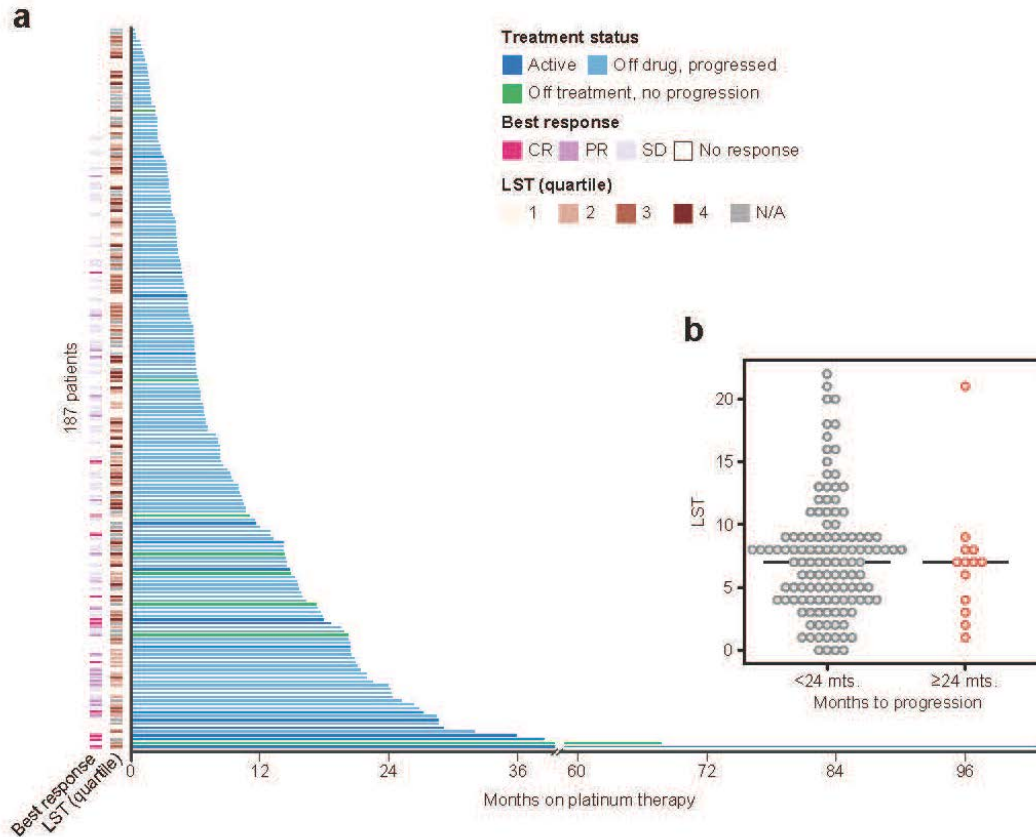 a
Treatment status
Active Off drug, progressed
Off treatment, no progression
Best response
CR PR SD No response
LST (quartile)
1 2 3 4 N/A
187 patients
Best response
LST (quartile)
0 12 24 36 60 72 84 96
Months on platinum therapy
b
LST
20
15
10
5
0
<24 mts. ≥24 mts.
Months to progression